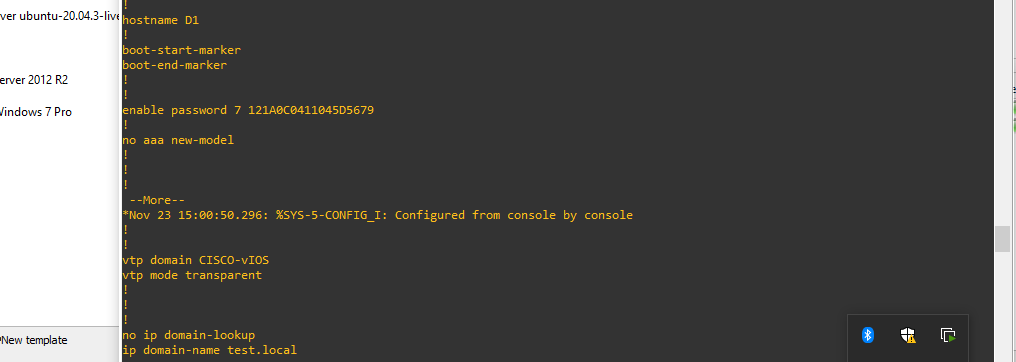 ver ubuntu-20.04.3-live
erver 2012 R2
Windows 7 Pro
New template
!
hostname D1
!
boot-start-marker
boot-end-marker
!
!
enable password 7 121A0C0411045D5679
!
no aaa new-model
!
!
!
--More--
*Nov 23 15:00:50.296: %SYS-5-CONFIG_I: Configured from console by console
!
!
vtp domain CISCO-vIOS
vtp mode transparent
!
!
!
no ip domain-lookup
ip domain-name test.local